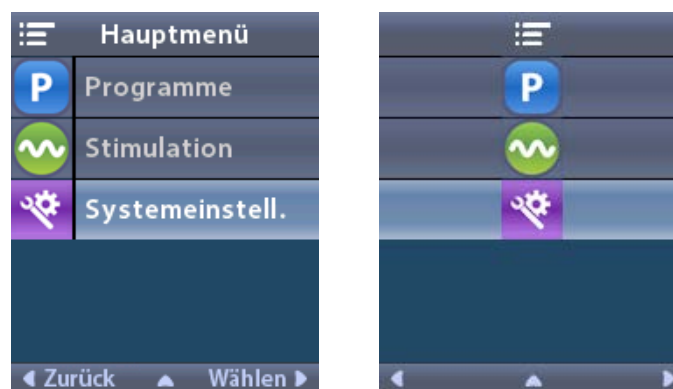 Hauptmenü
P Programme
Stimulation
Systemeinstell.
Zurück Wählen
P